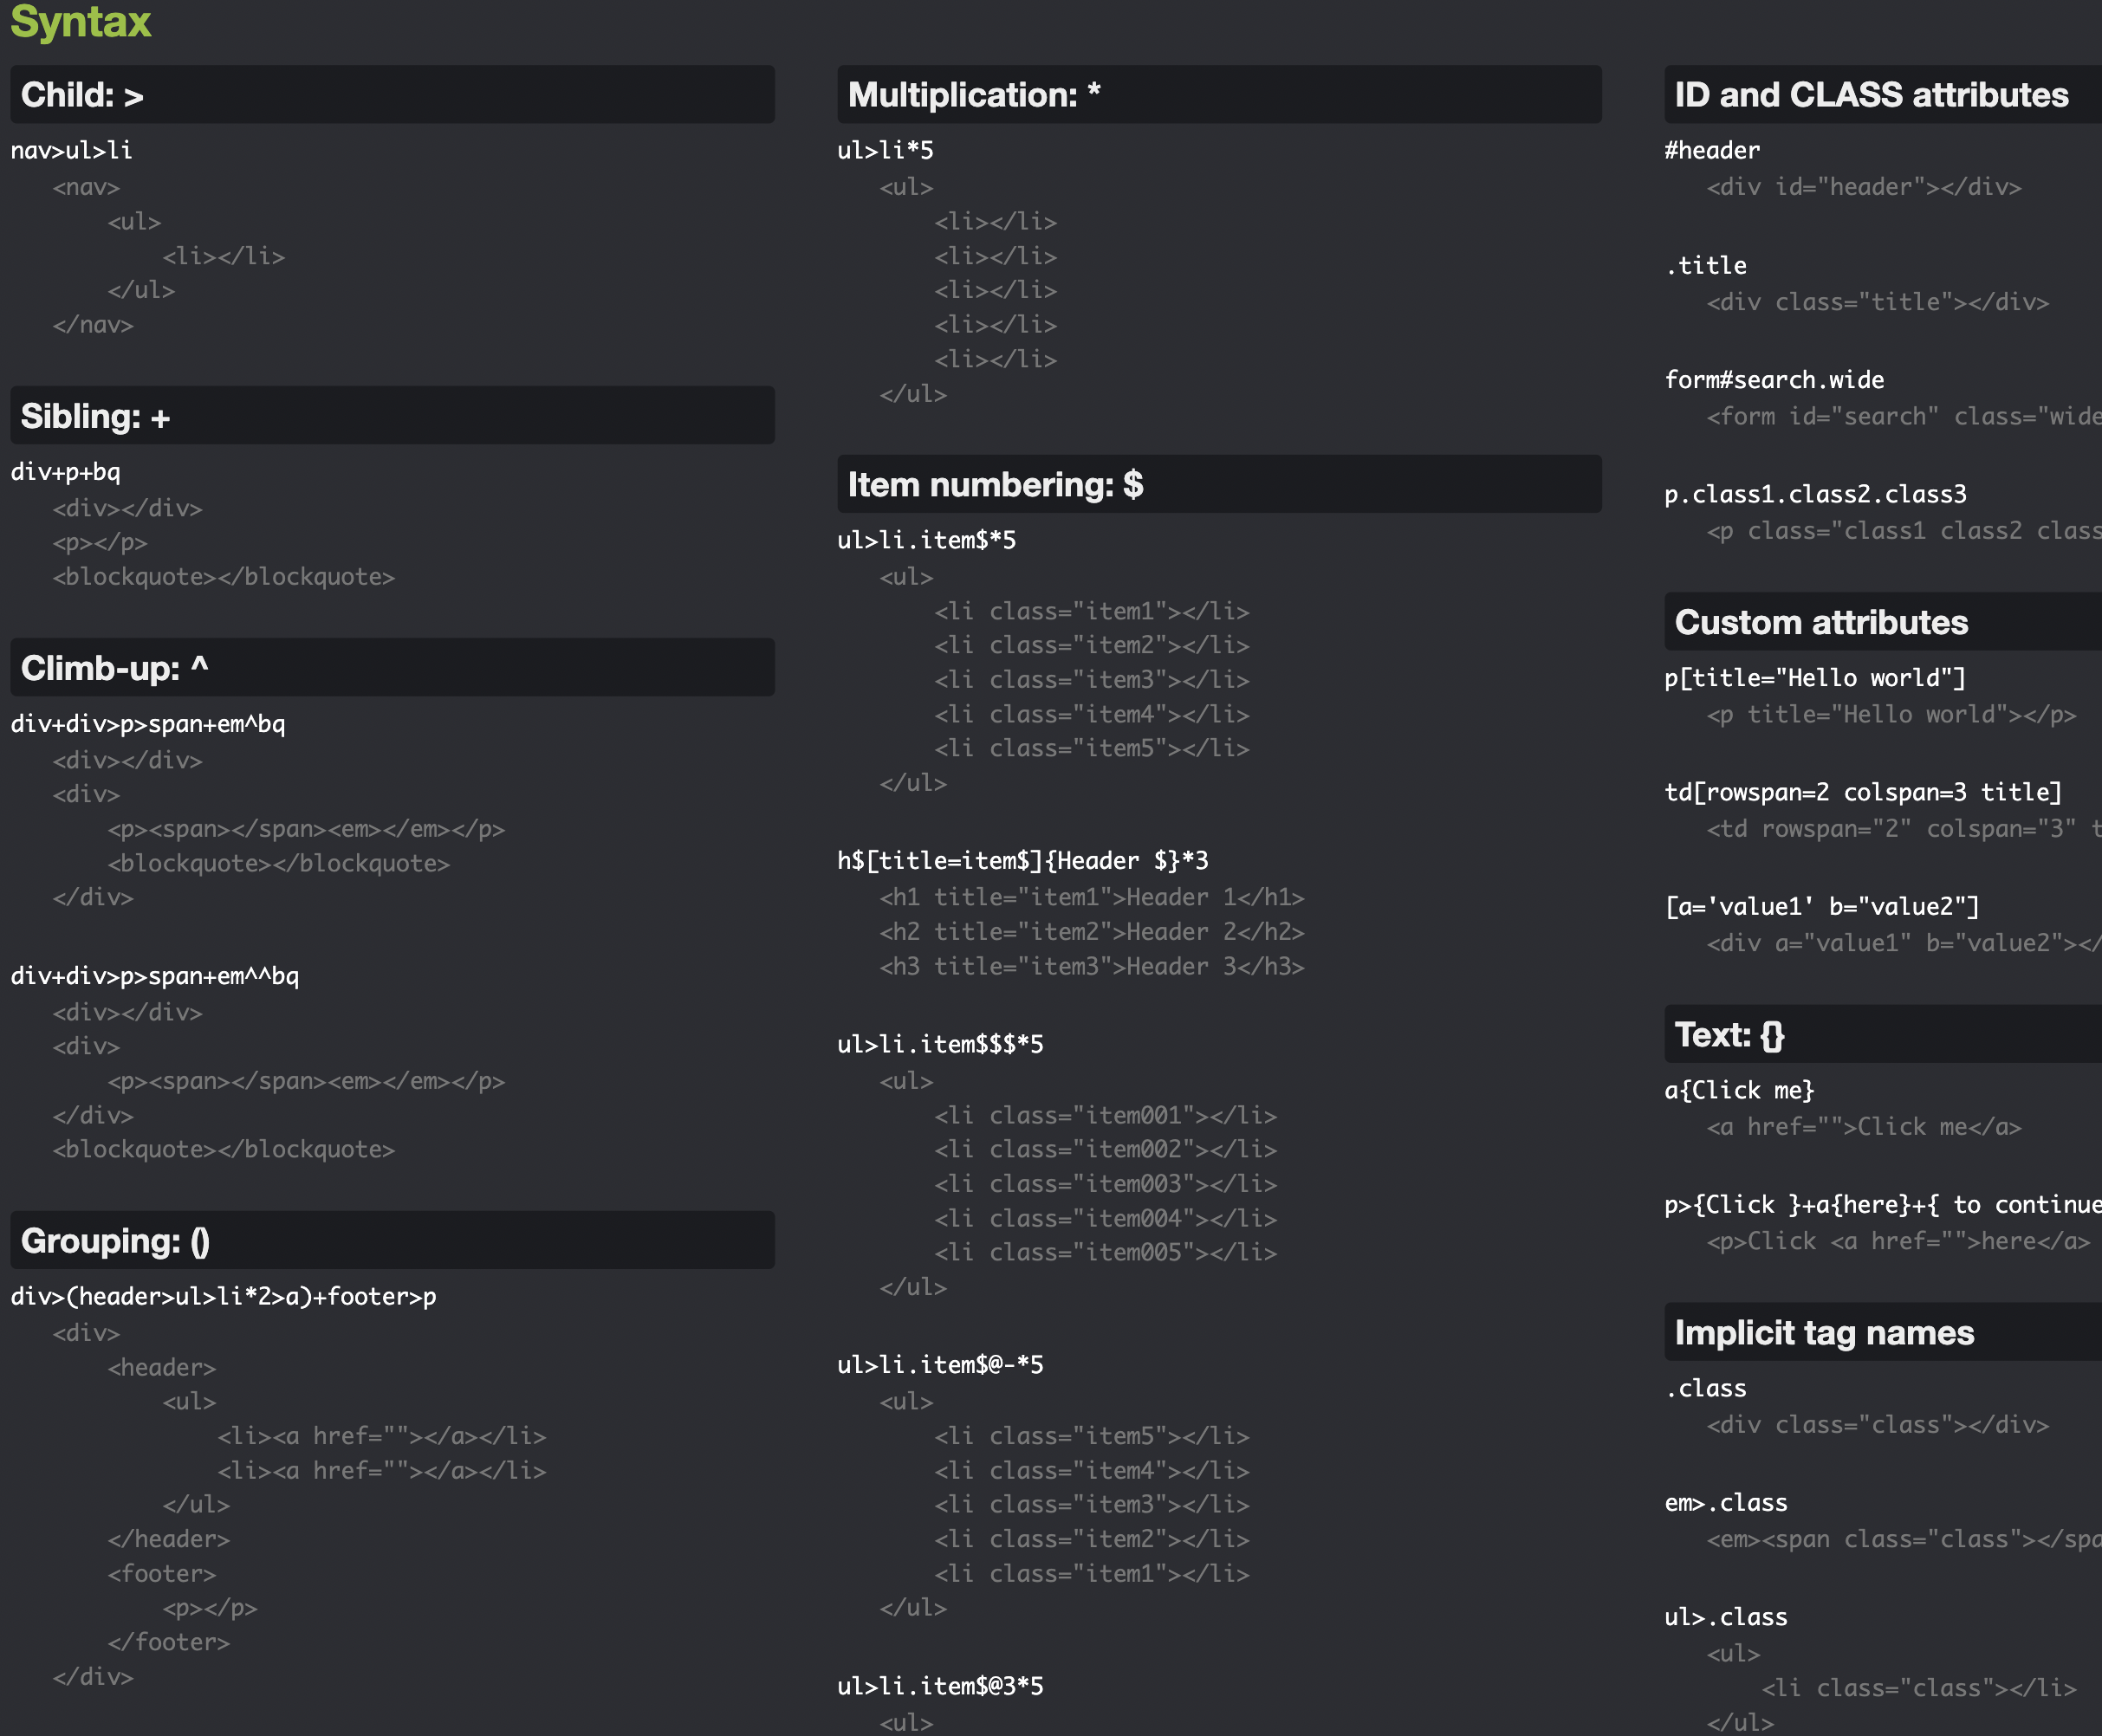 Syntax
Child: >
nav>ul>li
<nav>
<ul>
<li></li>
</ul>
</nav>
Sibling: +
div+p+bq
<div></div>
<p></p>
<blockquote></blockquote>
Climb-up: ^
div+div>p>span+em^bq
<div></div>
<div>
<p><span></span><em></em></p>
<blockquote></blockquote>
</div>
div+div>p>span+em^^bq
<div></div>
<div>
<p><span></span><em></em></p>
</div>
<blockquote></blockquote>
Grouping: ()
div>(header>ul>li*2>a)+footer>p
<div>
<header>
<ul>
<li><a href=""></a></li>
<li><a href=""></a></li>
</ul>
</header>
<footer>
<p></p>
</footer>
</div>
Multiplication: *
ul>li*5
<ul>
<li></li>
<li></li>
<li></li>
<li></li>
<li></li>
</ul>
Item numbering: $
ul>li.item$*5
<ul>
<li class="item1"></li>
<li class="item2"></li>
<li class="item3"></li>
<li class="item4"></li>
<li class="item5"></li>
</ul>
h$[title=item$]{Header $}*3
<h1 title="item1">Header 1</h1>
<h2 title="item2">Header 2</h2>
<h3 title="item3">Header 3</h3>
ul>li.item$$$*5
<ul>
<li class="item001"></li>
<li class="item002"></li>
<li class="item003"></li>
<li class="item004"></li>
<li class="item005"></li>
</ul>
ul>li.item$@-*5
<ul>
<li class="item5"></li>
<li class="item4"></li>
<li class="item3"></li>
<li class="item2"></li>
<li class="item1"></li>
</ul>
ul>li.item$@3*5
<ul>
ID and CLASS attributes
#header
<div id="header"></div>
.title
<div class="title"></div>
form#search.wide
<form id="search" class="wide
p.class1.class2.class3
<p class="class1 class2 class
Custom attributes
p[title="Hello world"]
<p title="Hello world"></p>
td[rowspan=2 colspan=3 title]
<td rowspan="2" colspan="3" t
[a='value1' b="value2"]
<div a="value1" b="value2"></
Text: {}
a{Click me}
<a href="">Click me</a>
p>{Click }+a{here}+{ to continue
<p>Click <a href="">here</a>
Implicit tag names
.class
<div class="class"></div>
em>.class
<em><span class="class"></spa
ul>.class
<ul>
<li class="class"></li>
</ul>